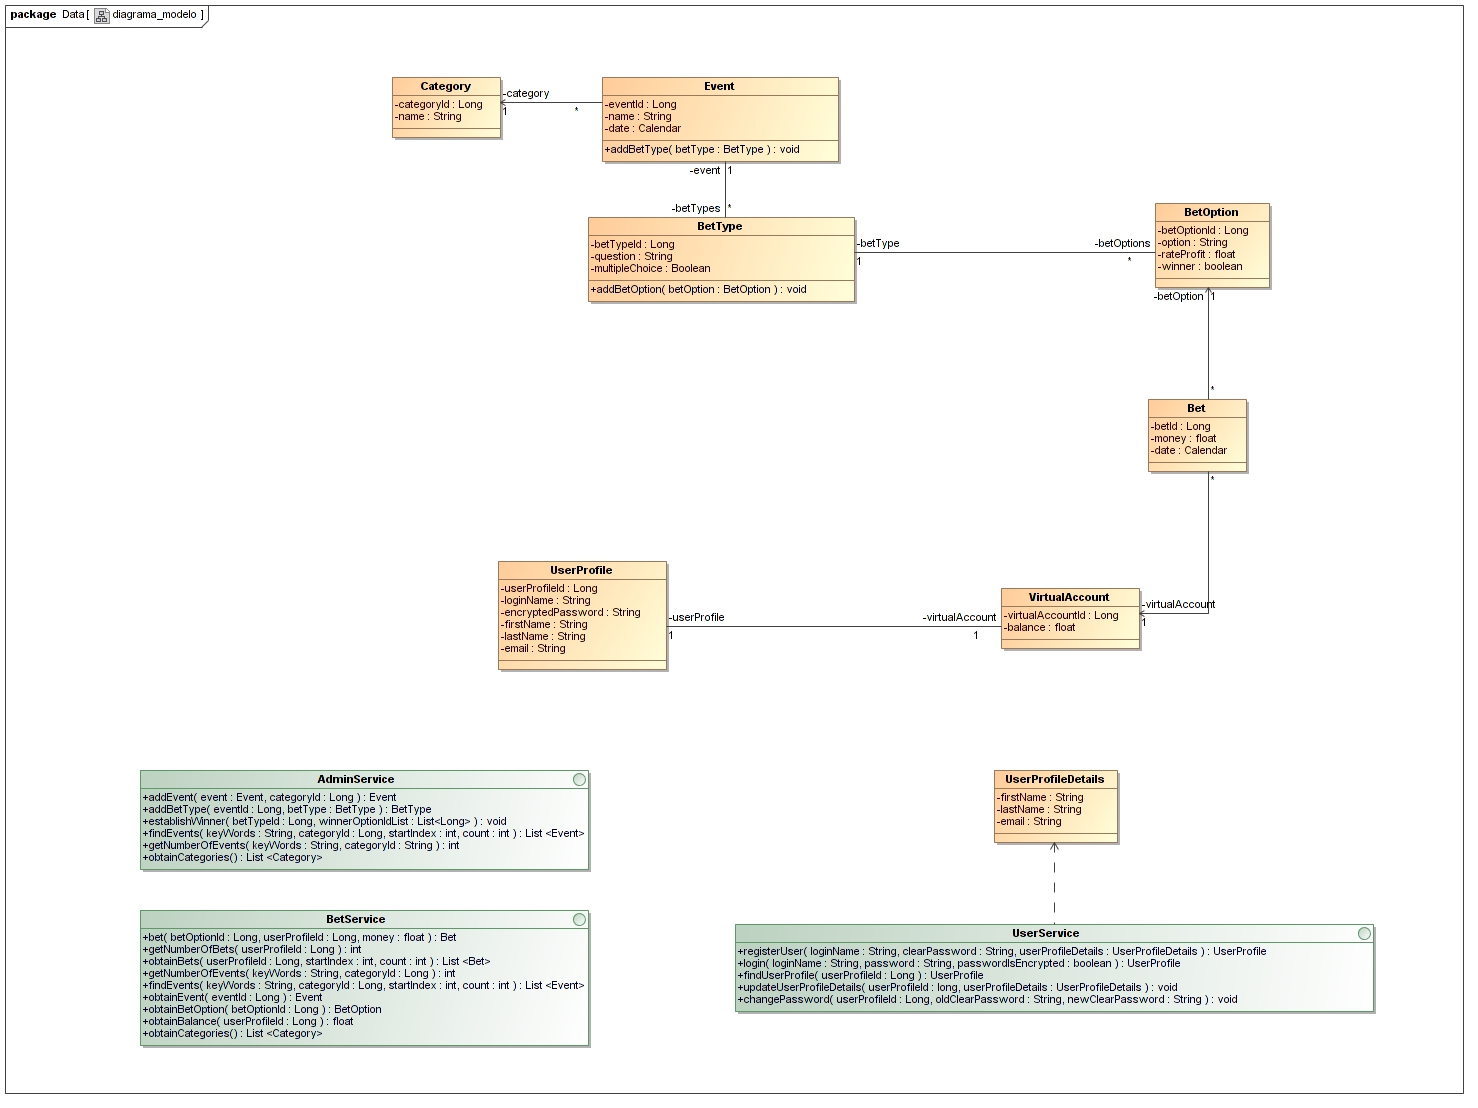 package Data[ diagrama_modelo ]
Category
-categoryId : Long
-name : String
-category
1
*
Event
-eventId : Long
-name : String
-date : Calendar
+addBetType( betType : BetType ) : void
-event 1
-betTypes *
BetType
-betTypeId : Long
-question : String
-multipleChoice : Boolean
+addBetOption( betOption : BetOption ) : void
-betType
1
-betOptions
*
BetOption
-betOptionId : Long
-option : String
-rateProfit : float
-winner : boolean
-betOption 1
*
Bet
-betId : Long
-money : float
-date : Calendar
*
UserProfile
-userProfileId : Long
-loginName : String
-encryptedPassword : String
-firstName : String
-lastName : String
-email : String
-userProfile
1
-virtualAccount
1
VirtualAccount
-virtualAccountId : Long
-balance : float
-virtualAccount
1
AdminService
+addEvent( event : Event, categoryId : Long ) : Event
+addBetType( eventId : Long, betType : BetType ) : BetType
+establishWinner( betTypeId : Long, winnerOptionIdList : List<Long> ) : void
+findEvents( keyWords : String, categoryId : Long, startIndex : int, count : int ) : List <Event>
+getNumberOfEvents( keyWords : String, categoryId : String ) : int
+obtainCategories() : List <Category>
UserProfileDetails
-firstName : String
-lastName : String
-email : String
BetService
+bet( betOptionId : Long, userProfileId : Long, money : float ) : Bet
+getNumberOfBets( userProfileId : Long ) : int
+obtainBets( userProfileId : Long, startIndex : int, count : int ) : List <Bet>
+getNumberOfEvents( keyWords : String, categoryId : Long ) : int
+findEvents( keyWords : String, categoryId : Long, startIndex : int, count : int ) : List <Event>
+obtainEvent( eventId : Long ) : Event
+obtainBetOption( betOptionId : Long ) : BetOption
+obtainBalance( userProfileId : Long ) : float
+obtainCategories() : List <Category>
UserService
+registerUser( loginName : String, clearPassword : String, userProfileDetails : UserProfileDetails ) : UserProfile
+login( loginName : String, password : String, passwordIsEncrypted : boolean ) : UserProfile
+findUserProfile( userProfileId : Long ) : UserProfile
+updateUserProfileDetails( userProfileId : long, userProfileDetails : UserProfileDetails ) : void
+changePassword( userProfileId : Long, oldClearPassword : String, newClearPassword : String ) : void